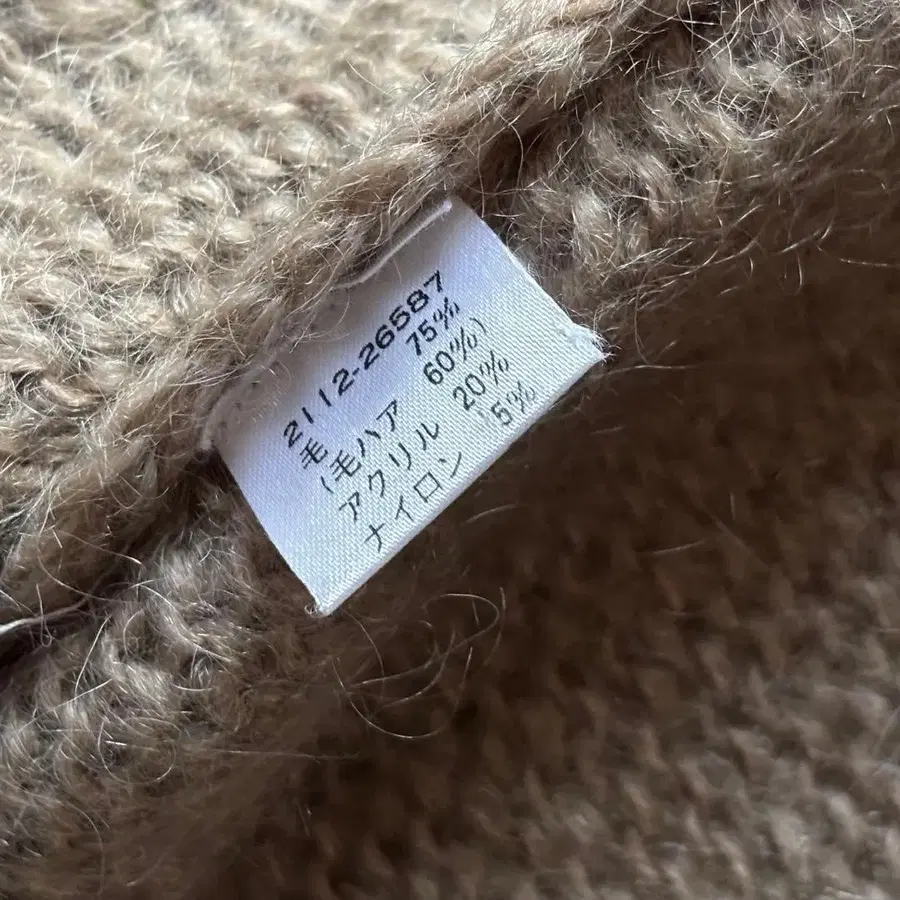 2112-26587
毛 75%
(毛ハア 60%)
アクリル 20%
ナイロン 5%